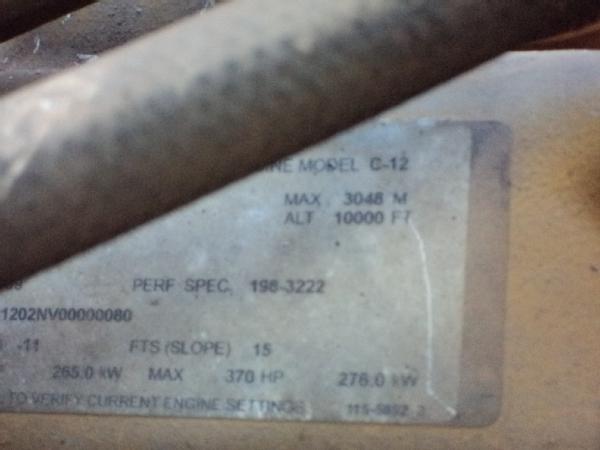 MODEL C-12
MAX 3048 M
ALT 10000 FT
PERF SPEC 198-3222
1202NV00000080
-11 FTS (SLOPE) 15
265.0 kW MAX 370 HP 276.0 kW
TO VERIFY CURRENT ENGINE SETTINGS